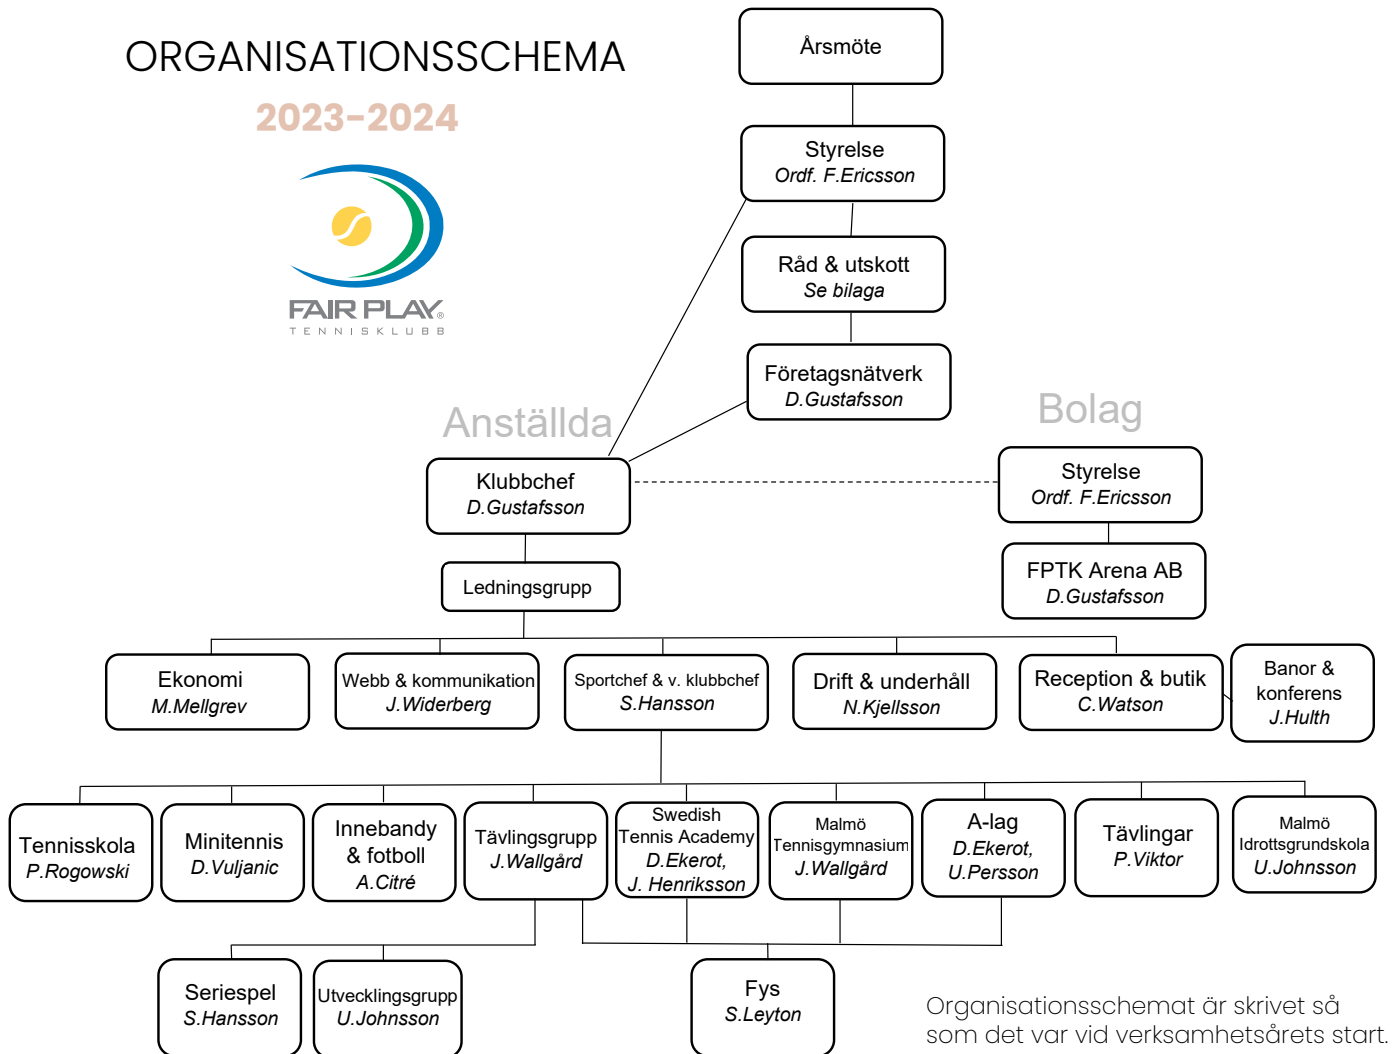 ORGANISATIONSSCHEMA
2023-2024
FAIR PLAY®
TENNISKLUBB
Årsmöte
Styrelse
Ordf. F.Ericsson
Råd & utskott
Se bilaga
Företagsnätverk
D.Gustafsson
Anställda
Bolag
Klubbchef
D.Gustafsson
Styrelse
Ordf. F.Ericsson
Ledningsgrupp
FPTK Arena AB
D.Gustafsson
Ekonomi
M.Mellgrev
Webb & kommunikation
J.Widerberg
Sportchef & v. klubbchef
S.Hansson
Drift & underhåll
N.Kjellsson
Reception & butik
C.Watson
Banor &
konferens
J.Hulth
Tennisskola
P.Rogowski
Minitennis
D.Vuljanic
Innebandy
& fotboll
A.Citré
Tävlingsgrupp
J.Wallgård
Swedish
Tennis Academy
D.Ekerot,
J. Henriksson
Malmö
Tennisgymnasium
J.Wallgård
A-lag
D.Ekerot,
U.Persson
Tävlingar
P.Viktor
Malmö
Idrottsgrundskola
U.Johnsson
Seriespel
S.Hansson
Utvecklingsgrupp
U.Johnsson
Fys
S.Leyton
Organisationsschemat är skrivet så
som det var vid verksamhetsårets start.